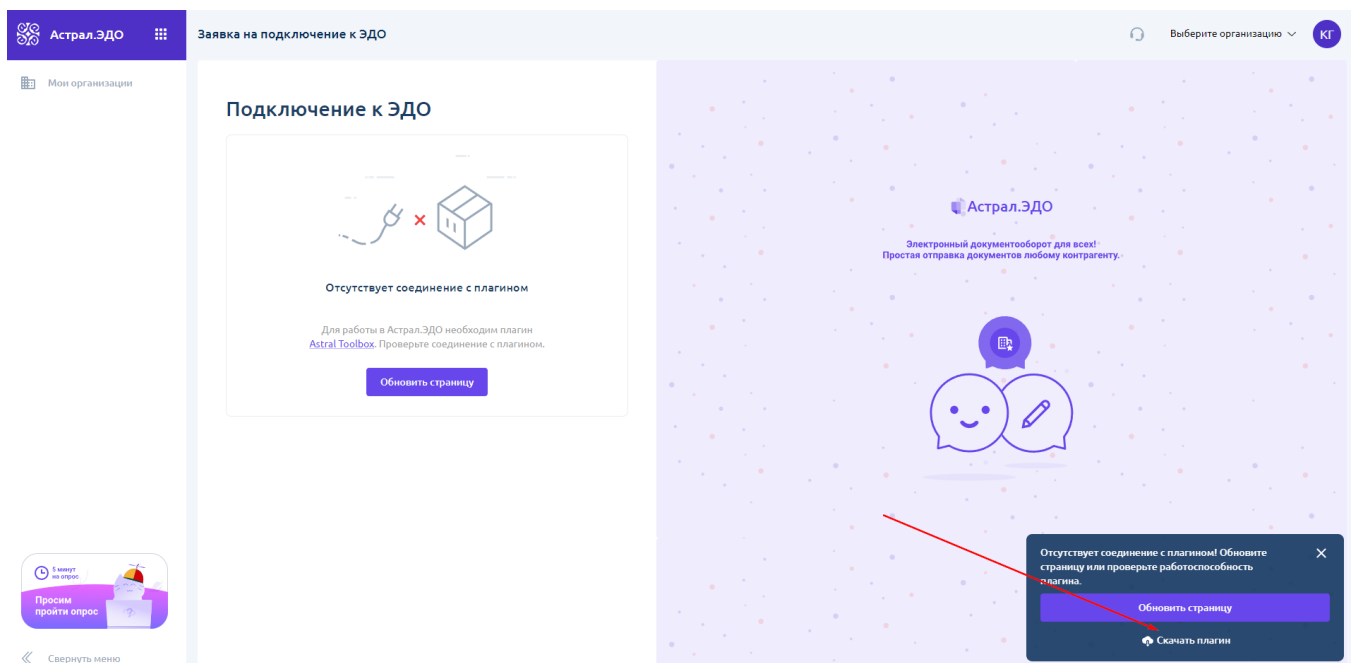 Астрал.ЭДО
Заявка на подключение к ЭДО
Выберите организацию
КГ
Мои организации
Подключение к ЭДО
Отсутствует соединение с плагином
Для работы в Астрал.ЭДО необходим плагин
Astral Toolbox. Проверьте соединение с плагином.
Обновить страницу
Астрал.ЭДО
Электронный документооборот для всех!
Простая отправка документов любому контрагенту.
Отсутствует соединение с плагином! Обновите
страницу или проверьте работоспособность
плагина.
Обновить страницу
Скачать плагин
5 минут
на опрос
Просим
пройти опрос
?
Свернуть меню